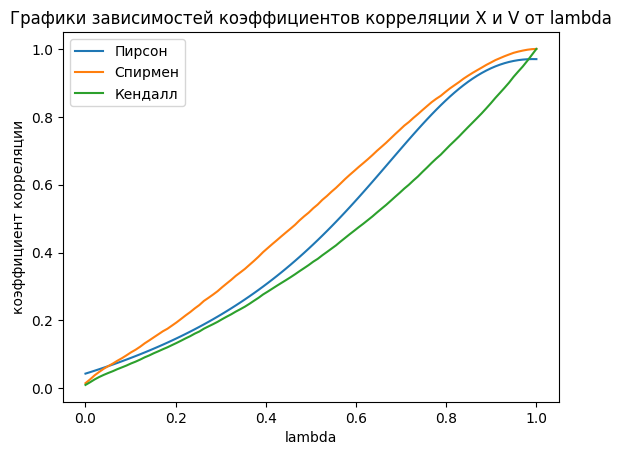 Графики зависимостей коэффициентов корреляции X и V от lambda
Пирсон
Спирмен
Кендалл
коэффициент корреляции
1.0
0.8
0.6
0.4
0.2
0.0
0.0 0.2 0.4 0.6 0.8 1.0
lambda